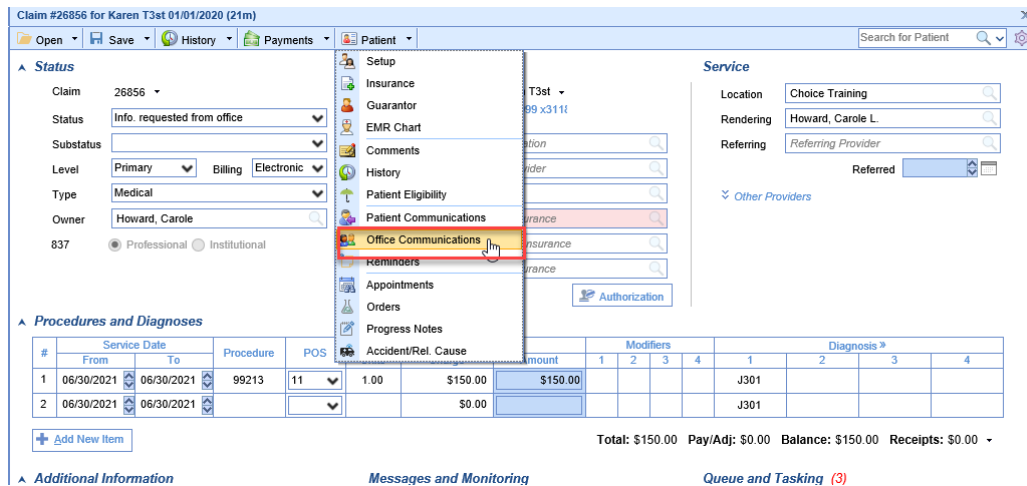 Claim #26856 for Karen T3st 01/01/2020 (21m)
Open Save History Payments Patient Search for Patient
Status
Claim 26856
Status Info. requested from office
Substatus
Level Primary Billing Electronic
Type Medical
Owner Howard, Carole
837 Professional Institutional
Setup
Insurance
Guarantor
EMR Chart
Comments
History
Patient Eligibility
Patient Communications
Office Communications
Reminders
Appointments
Orders
Progress Notes
Accident/Rel. Cause
T3st
Authorization
Service
Location Choice Training
Rendering Howard, Carole L.
Referring Referring Provider
Referred
Other Providers
Procedures and Diagnoses
# Service Date Procedure POS Modifiers Diagnosis »
From To Amount 1 2 3 4 1 2 3 4
1 06/30/2021 06/30/2021 99213 11 1.00 $150.00 $150.00 J301
2 06/30/2021 06/30/2021 $0.00 J301
Add New Item Total: $150.00 Pay/Adj: $0.00 Balance: $150.00 Receipts: $0.00
Additional Information Messages and Monitoring Queue and Tasking (3)